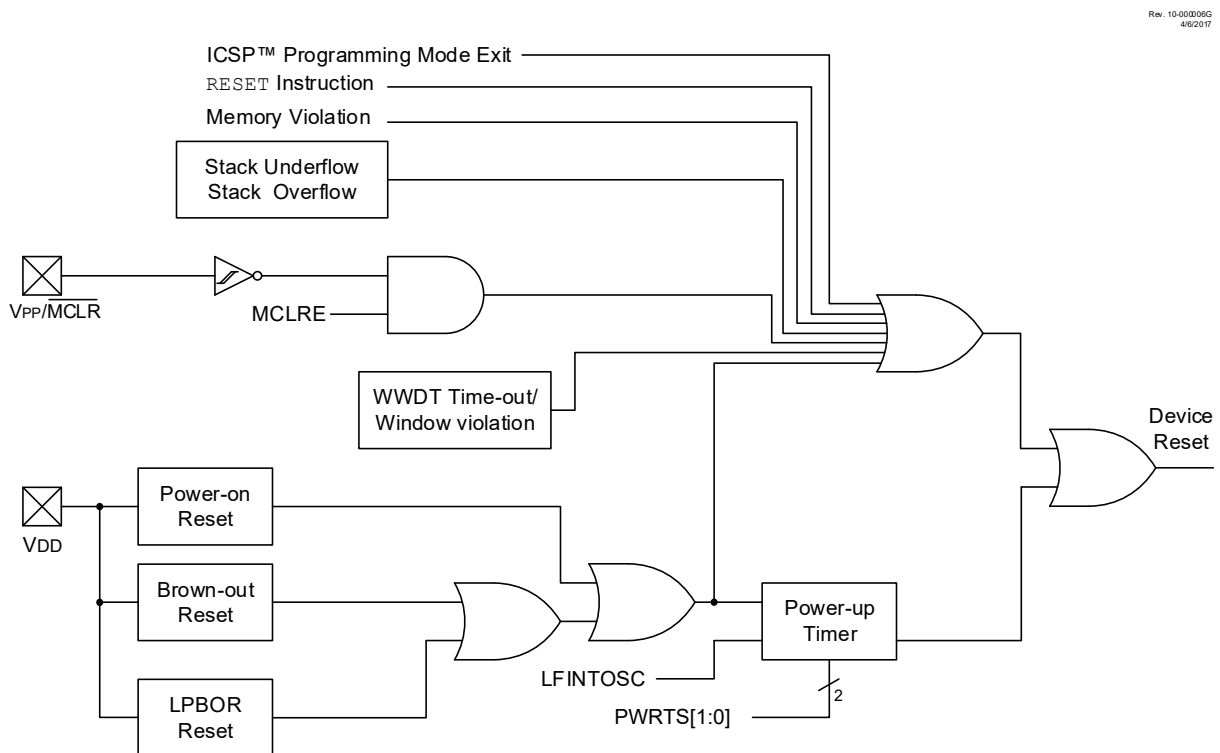 Rev. 10-000006G
4/6/2017
ICSP™ Programming Mode Exit
RESET Instruction
Memory Violation
Stack Underflow
Stack Overflow
VPP/MCLR
MCLRE
WWDT Time-out/
Window violation
Device
Reset
Power-on
Reset
VDD
Brown-out
Reset
Power-up
Timer
LFINTOSC
LPBOR
Reset
2
PWRTS[1:0]